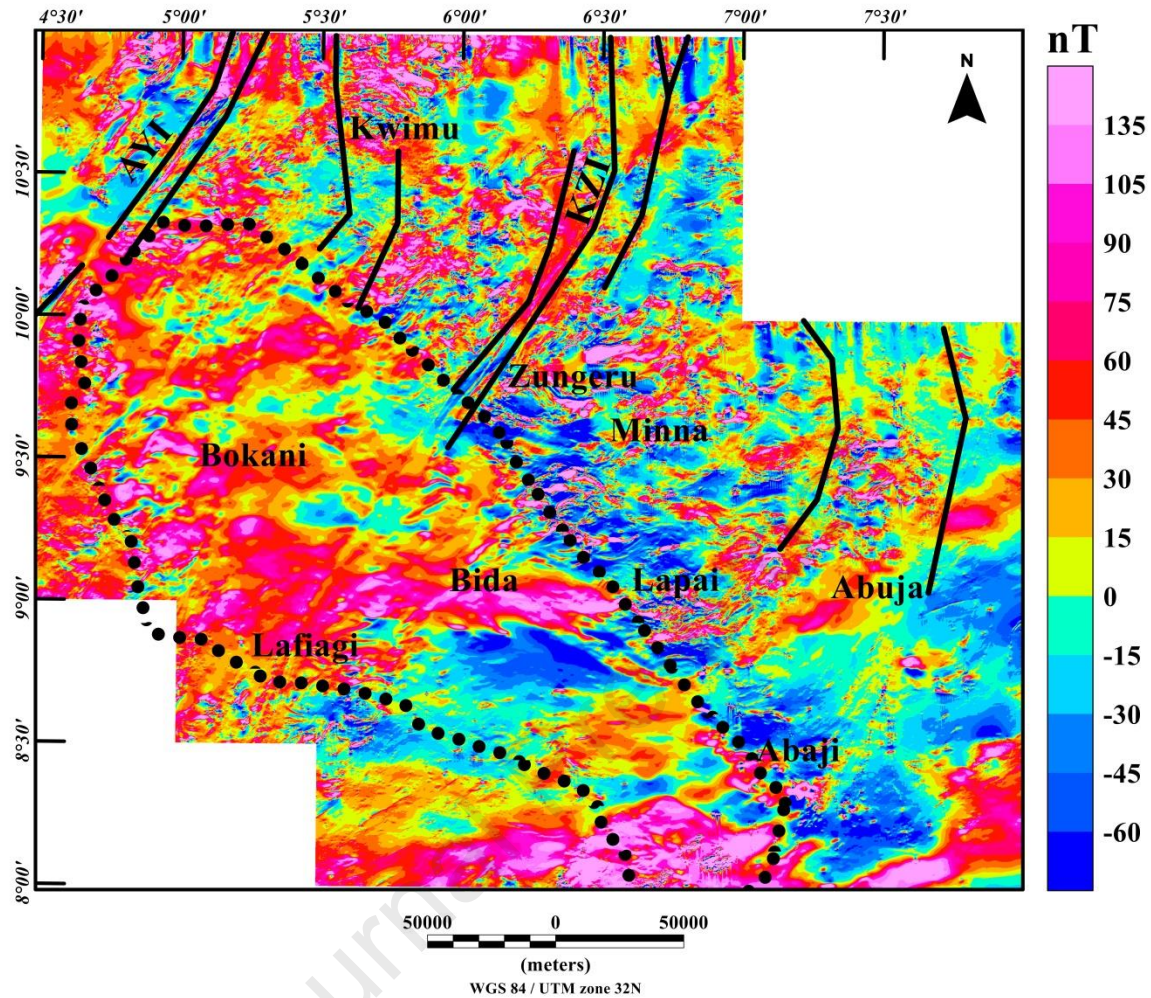 4°30' 5°00' 5°30' 6°00' 6°30' 7°00' 7°30'
nT
N
135
105
90
75
60
45
30
15
0
-15
-30
-45
-60
10°30'
10°00'
9°30'
9°00'
8°30'
8°00'
AYI
Kwimu
KZI
Zungeru
Minna
Bokani
Bida
Lapai
Abuja
Lafiagi
Abaji
50000 0 50000
(meters)
WGS 84 / UTM zone 32N